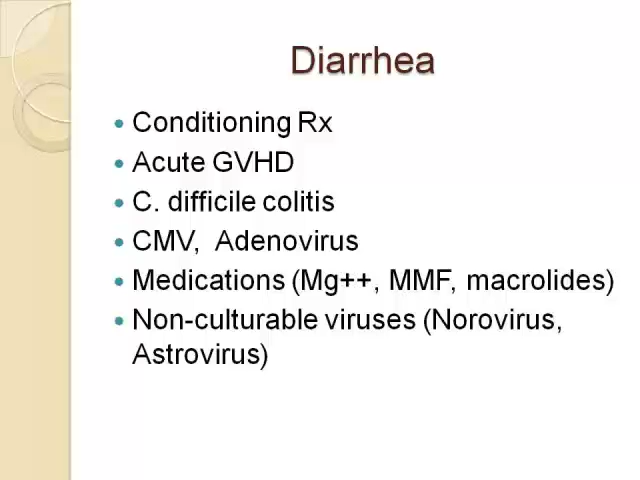 Diarrhea
Conditioning Rx
Acute GVHD
C. difficile colitis
CMV,  Adenovirus
Medications (Mg++, MMF, macrolides)
Non-culturable viruses (Norovirus,
Astrovirus)